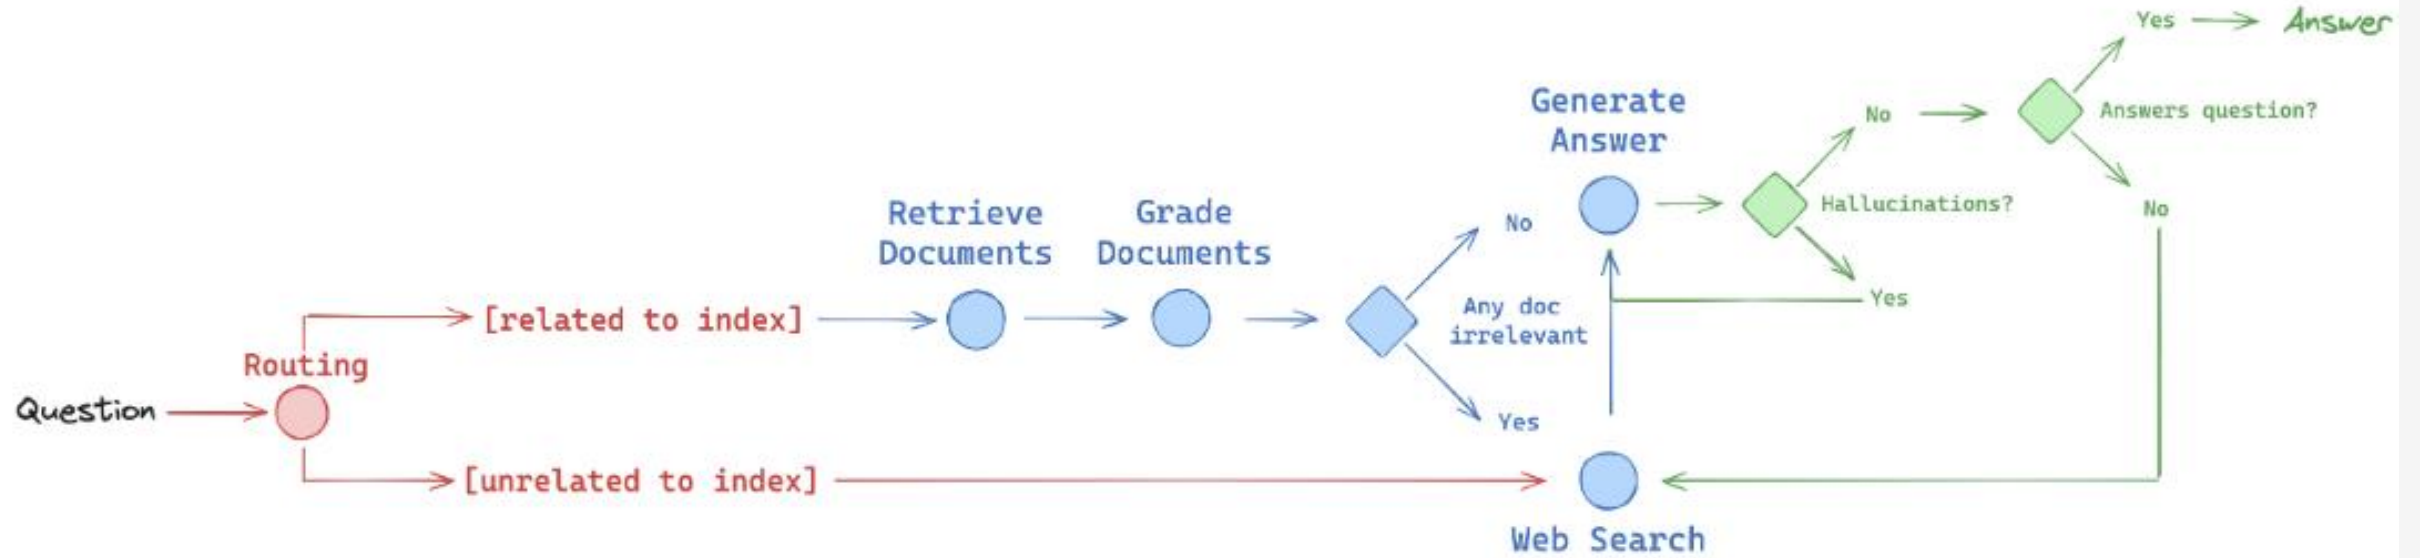 Question
Routing
[related to index]
[unrelated to index]
Retrieve
Documents
Grade
Documents
No
Any doc
irrelevant
Yes
Generate
Answer
Web Search
Hallucinations?
No
Yes
Answers question?
Yes
Answer
No